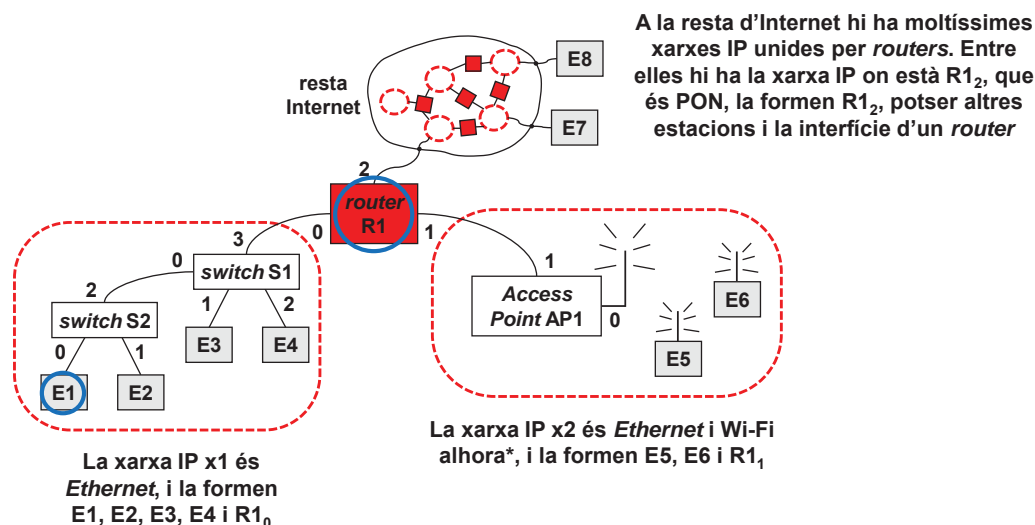 A la resta d’Internet hi ha moltíssimes
xarxes IP unides per routers. Entre
elles hi ha la xarxa IP on està R1₂, que
és PON, la formen R1₂, potser altres
estacions i la interfície d’un router
resta
Internet
E8
E7
2
router
R1
0
1
3
0
switch S1
1
2
2
switch S2
0
1
E3
E4
E1
E2
1
Access
Point AP1
0
E6
E5
La xarxa IP x1 és
Ethernet, i la formen
E1, E2, E3, E4 i R1₀
La xarxa IP x2 és Ethernet i Wi-Fi
alhora*, i la formen E5, E6 i R1₁